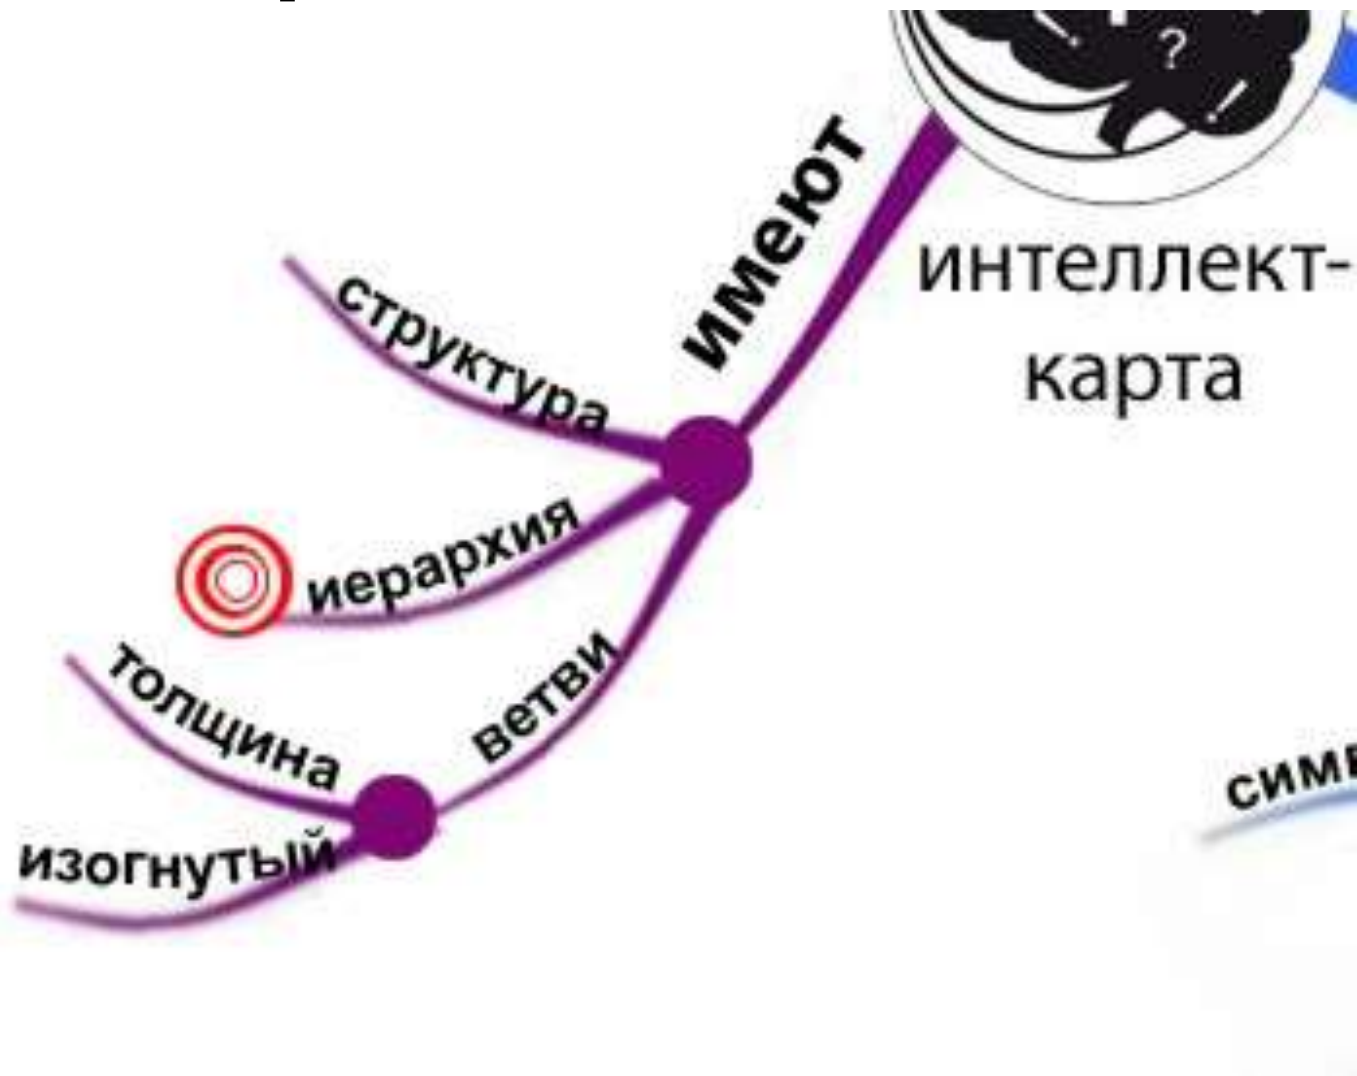 имеют
интеллект-
карта
структура
иерархия
ветви
толщина
изогнутый